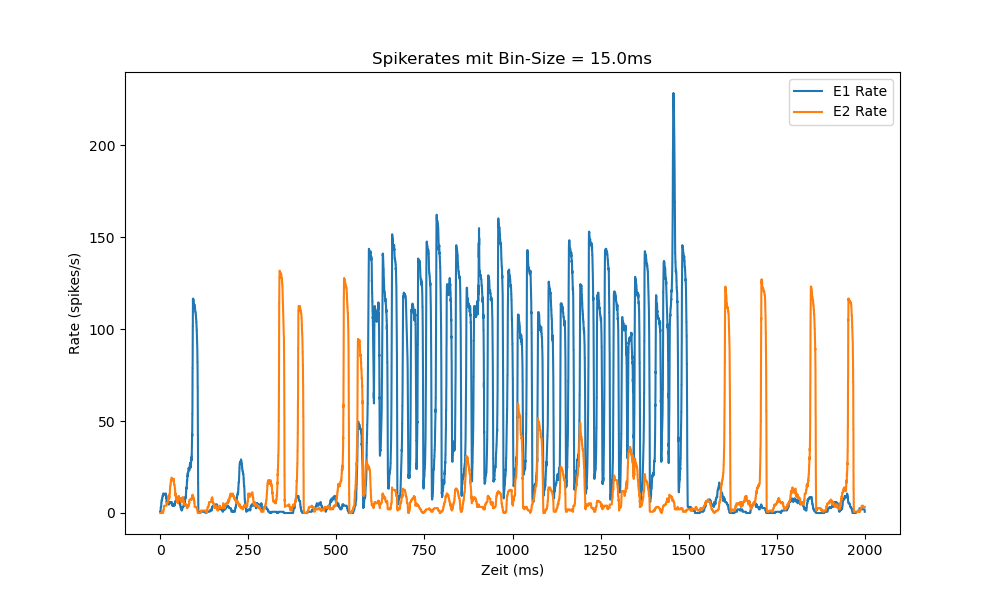 Spikerates mit Bin-Size = 15.0ms
E1 Rate
E2 Rate
Rate (spikes/s)
200
150
100
50
0
0 250 500 750 1000 1250 1500 1750 2000
Zeit (ms)